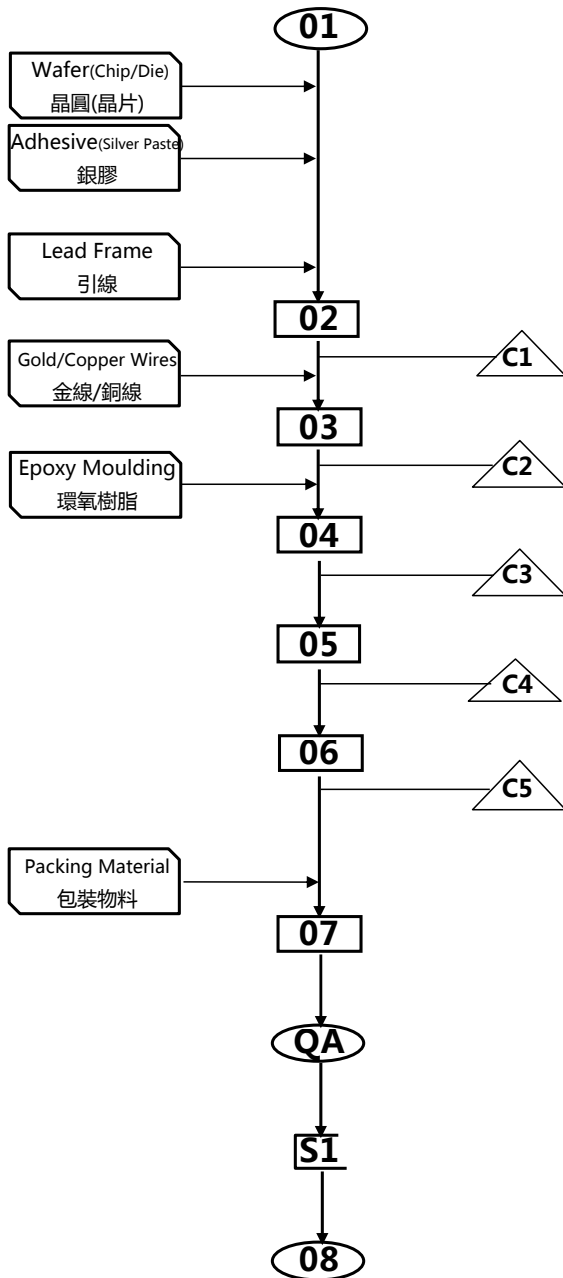 01
Wafer(Chip/Die)
晶圓(晶片)
Adhesive(Silver Paste)
銀膠
Lead Frame
引線
02
Gold/Copper Wires
金線/銅線
C1
03
Epoxy Moulding
環氧樹脂
C2
04
C3
05
C4
06
C5
Packing Material
包裝物料
07
QA
S1
08